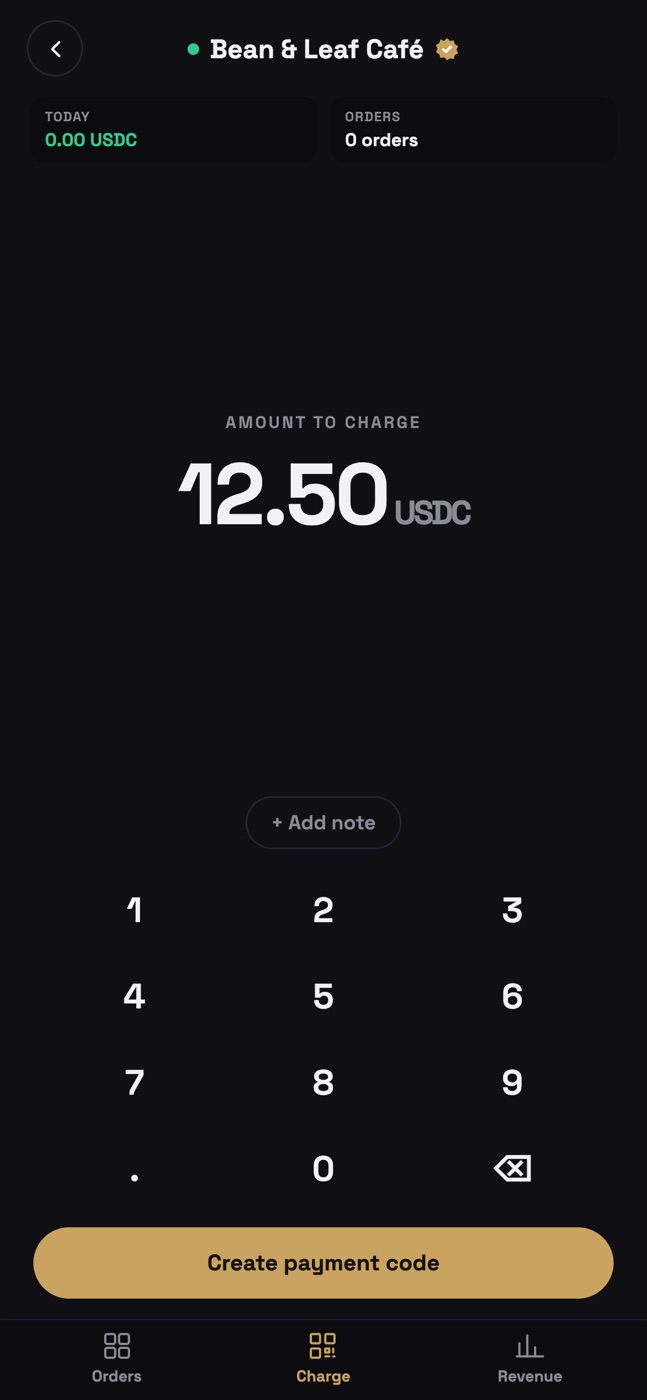 Bean & Leaf Café
TODAY
0.00 USDC
ORDERS
0 orders
AMOUNT TO CHARGE
12.50 USDC
+ Add note
1 2 3
4 5 6
7 8 9
. 0
Create payment code
Orders Charge Revenue